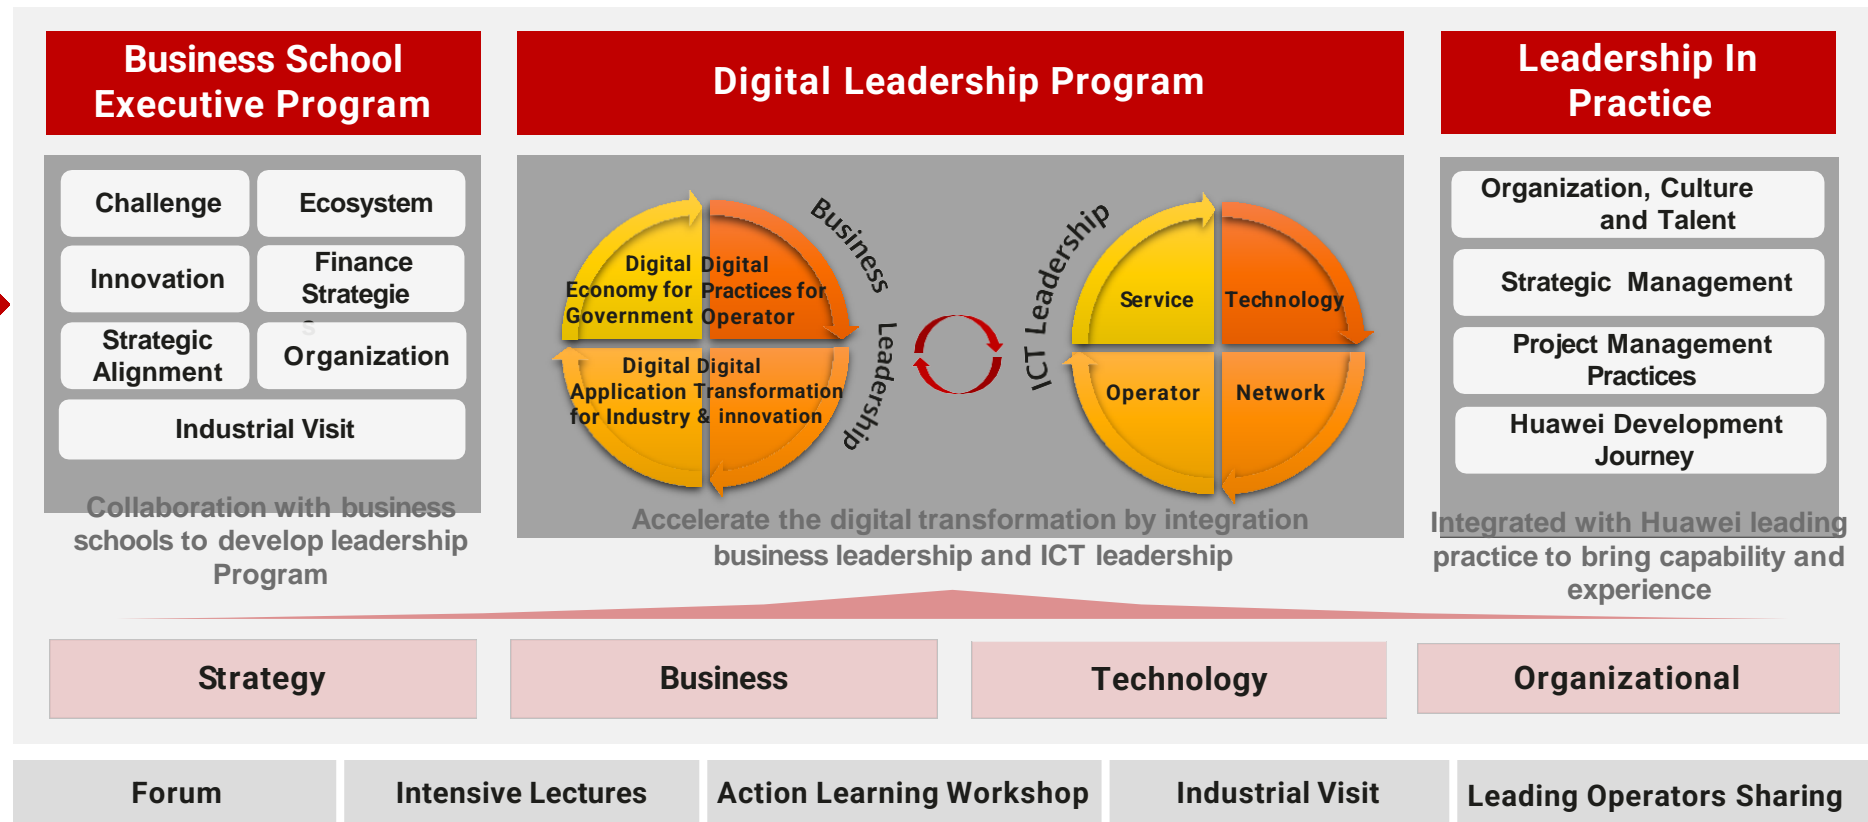 Business School
Executive Program
Digital Leadership Program
Leadership In
Practice
Challenge
Ecosystem
Innovation
Finance
Strategie
s
Strategic
Alignment
Organization
Industrial Visit
Collaboration with business
schools to develop leadership
Program
Digital
Economy for
Government
Digital
Practices for
Operator
Digital
Application
for Industry
Digital
Transformation
& innovation
Business Leadership
ICT Leadership
Service
Technology
Operator
Network
Accelerate the digital transformation by integration
business leadership and ICT leadership
Organization, Culture
and Talent
Strategic Management
Project Management
Practices
Huawei Development
Journey
Integrated with Huawei leading
practice to bring capability and
experience
Strategy
Business
Technology
Organizational
Forum
Intensive Lectures
Action Learning Workshop
Industrial Visit
Leading Operators Sharing